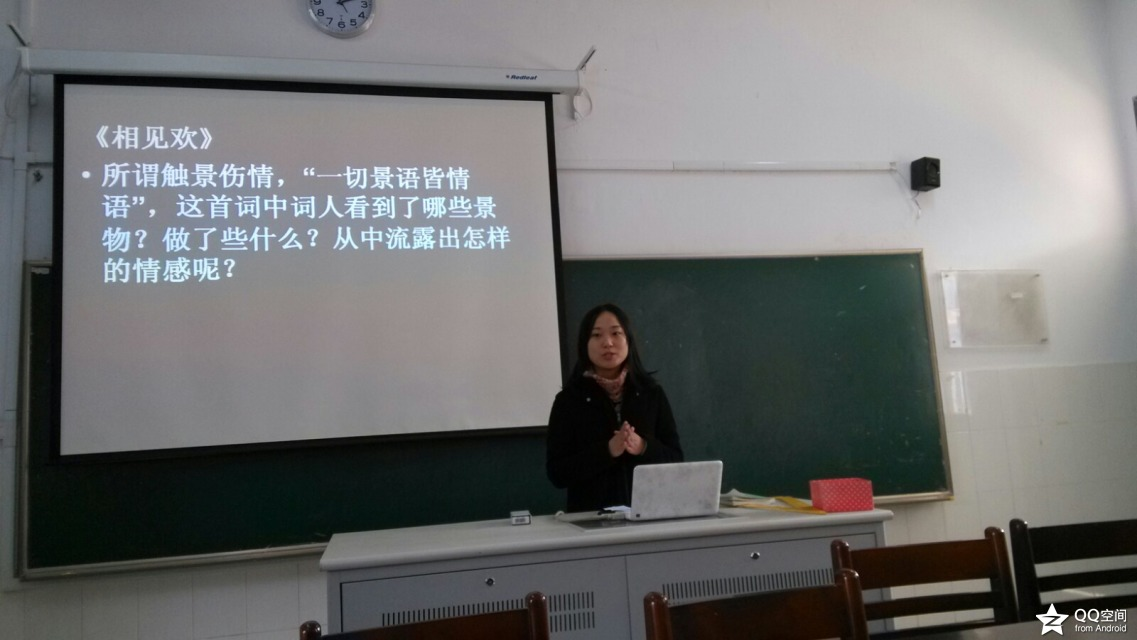 Redleaf
《相见欢》
• 所谓触景伤情，“一切景语皆情
语”，这首词中词人看到了哪些景
物？做了些什么？从中流露出怎样
的情感呢？
QQ空间
from Android